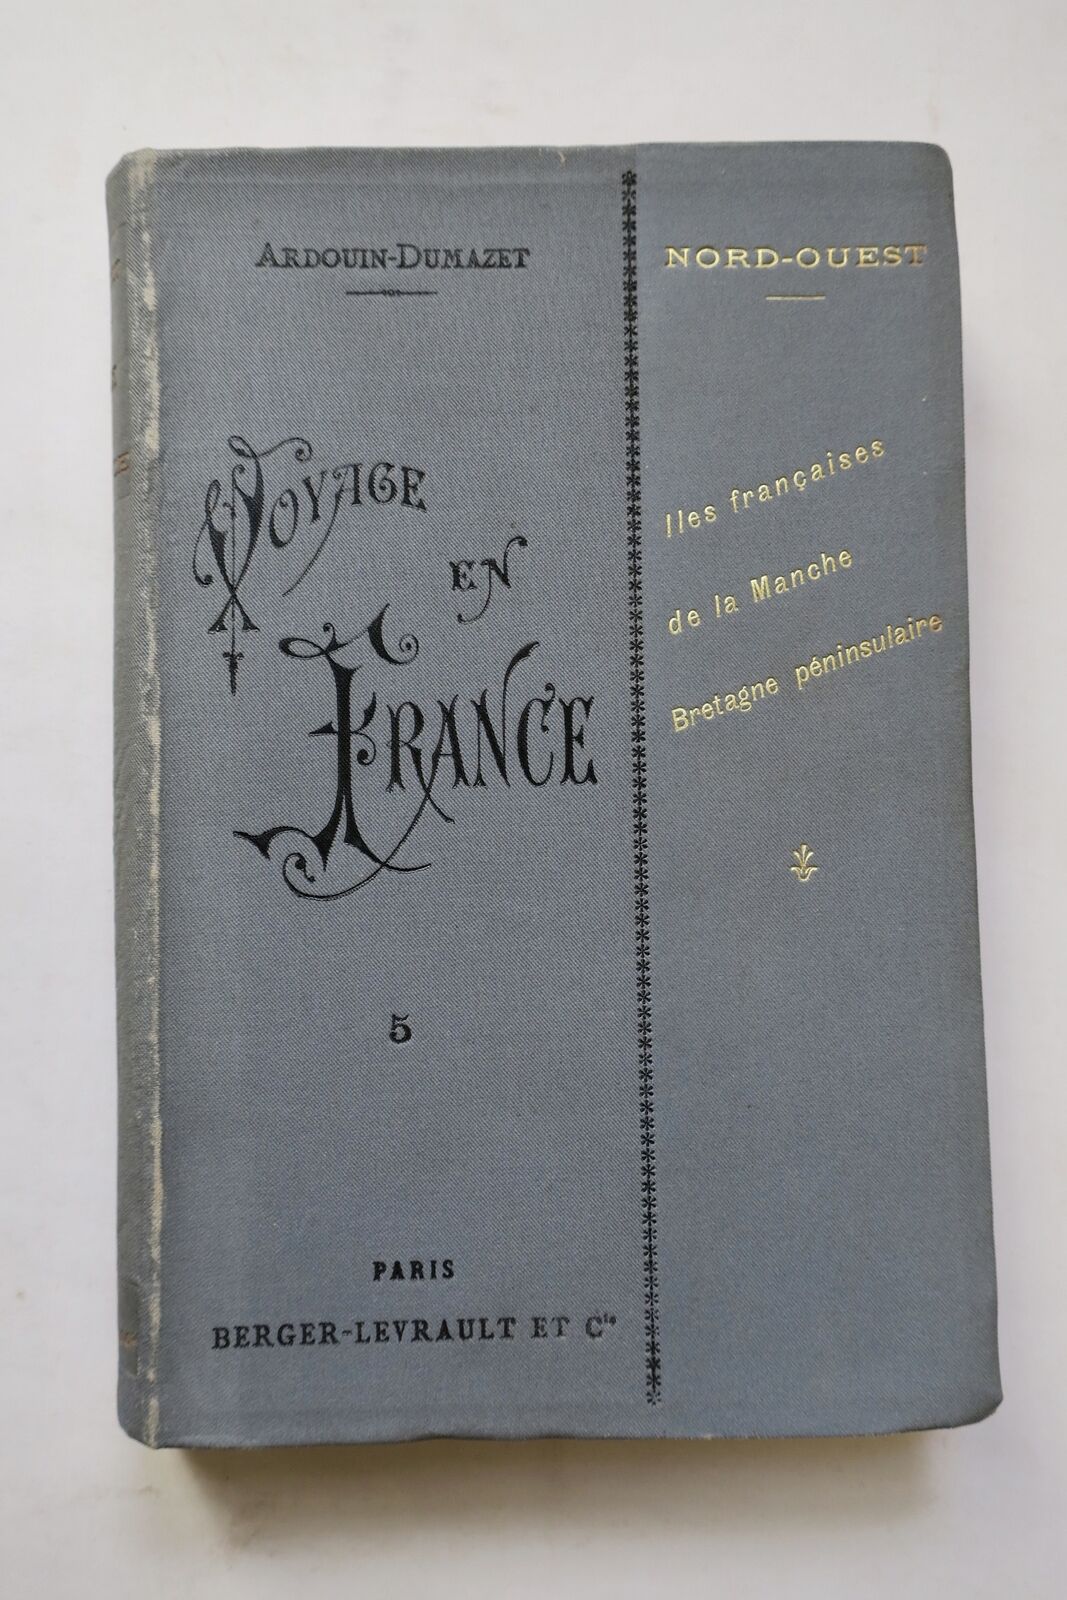 ARDOUIN-DUMAZET
VOYAGE
EN
FRANCE
5
PARIS
BERGER-LEVRAULT ET Cie
NORD-OUEST
Iles françaises
de la Manche
Bretagne péninsulaire